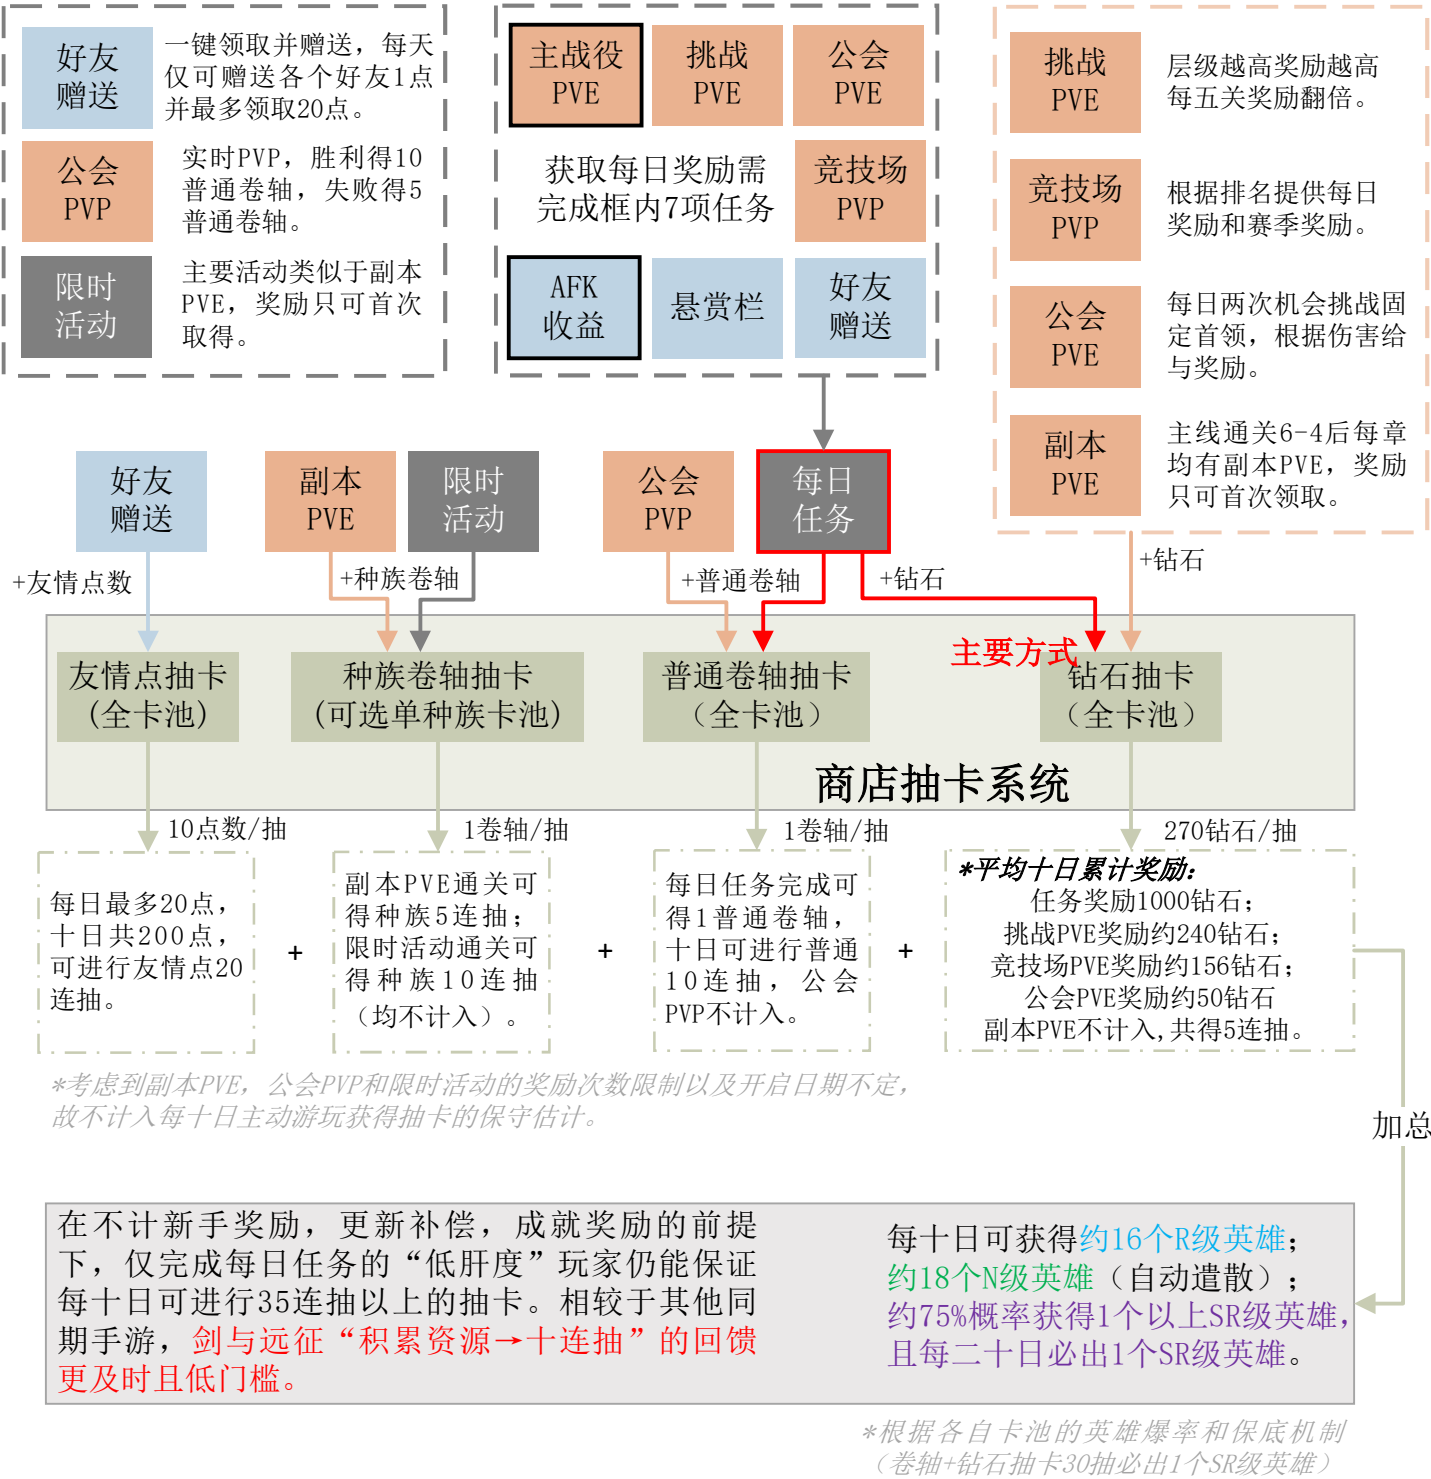 好友
赠送
一键领取并赠送，每天
仅可赠送各个好友1点
并最多领取20点。
公会
PVP
实时PVP，胜利得10
普通卷轴，失败得5
普通卷轴。
限时
活动
主要活动类似于副本
PVE，奖励只可首次
取得。
主战役
PVE
挑战
PVE
公会
PVE
获取每日奖励需
完成框内7项任务
竞技场
PVP
AFK
收益
悬赏栏
好友
赠送
挑战
PVE
层级越高奖励越高
每五关奖励翻倍。
竞技场
PVP
根据排名提供每日
奖励和赛季奖励。
公会
PVE
每日两次机会挑战固
定首领，根据伤害给
与奖励。
副本
PVE
主线通关6-4后每章
均有副本PVE，奖励
只可首次领取。
好友
赠送
副本
PVE
限时
活动
公会
PVP
每日
任务
+友情点数
+种族卷轴
+普通卷轴
+钻石
+钻石
主要方式
友情点抽卡
(全卡池)
种族卷轴抽卡
(可选单种族卡池)
普通卷轴抽卡
（全卡池）
钻石抽卡
（全卡池）
商店抽卡系统
10点数/抽
1卷轴/抽
1卷轴/抽
270钻石/抽
每日最多20点，
十日共200点，
可进行友情点20
连抽。
+
副本PVE通关可
得种族5连抽；
限时活动通关可
得种族10连抽
（均不计入）。
+
每日任务完成可
得1普通卷轴，
十日可进行普通
10连抽，公会
PVP不计入。
+
*平均十日累计奖励：
任务奖励1000钻石；
挑战PVE奖励约240钻石；
竞技场PVE奖励约156钻石；
公会PVE奖励约50钻石
副本PVE不计入,共得5连抽。
*考虑到副本PVE，公会PVP和限时活动的奖励次数限制以及开启日期不定，
故不计入每十日主动游玩获得抽卡的保守估计。
加总
在不计新手奖励，更新补偿，成就奖励的前提
下，仅完成每日任务的“低肝度”玩家仍能保证
每十日可进行35连抽以上的抽卡。相较于其他同
期手游，剑与远征“积累资源→十连抽”的回馈
更及时且低门槛。
每十日可获得约16个R级英雄；
约18个N级英雄（自动遣散）；
约75%概率获得1个以上SR级英雄，
且每二十日必出1个SR级英雄。
*根据各自卡池的英雄爆率和保底机制
（卷轴+钻石抽卡30抽必出1个SR级英雄）